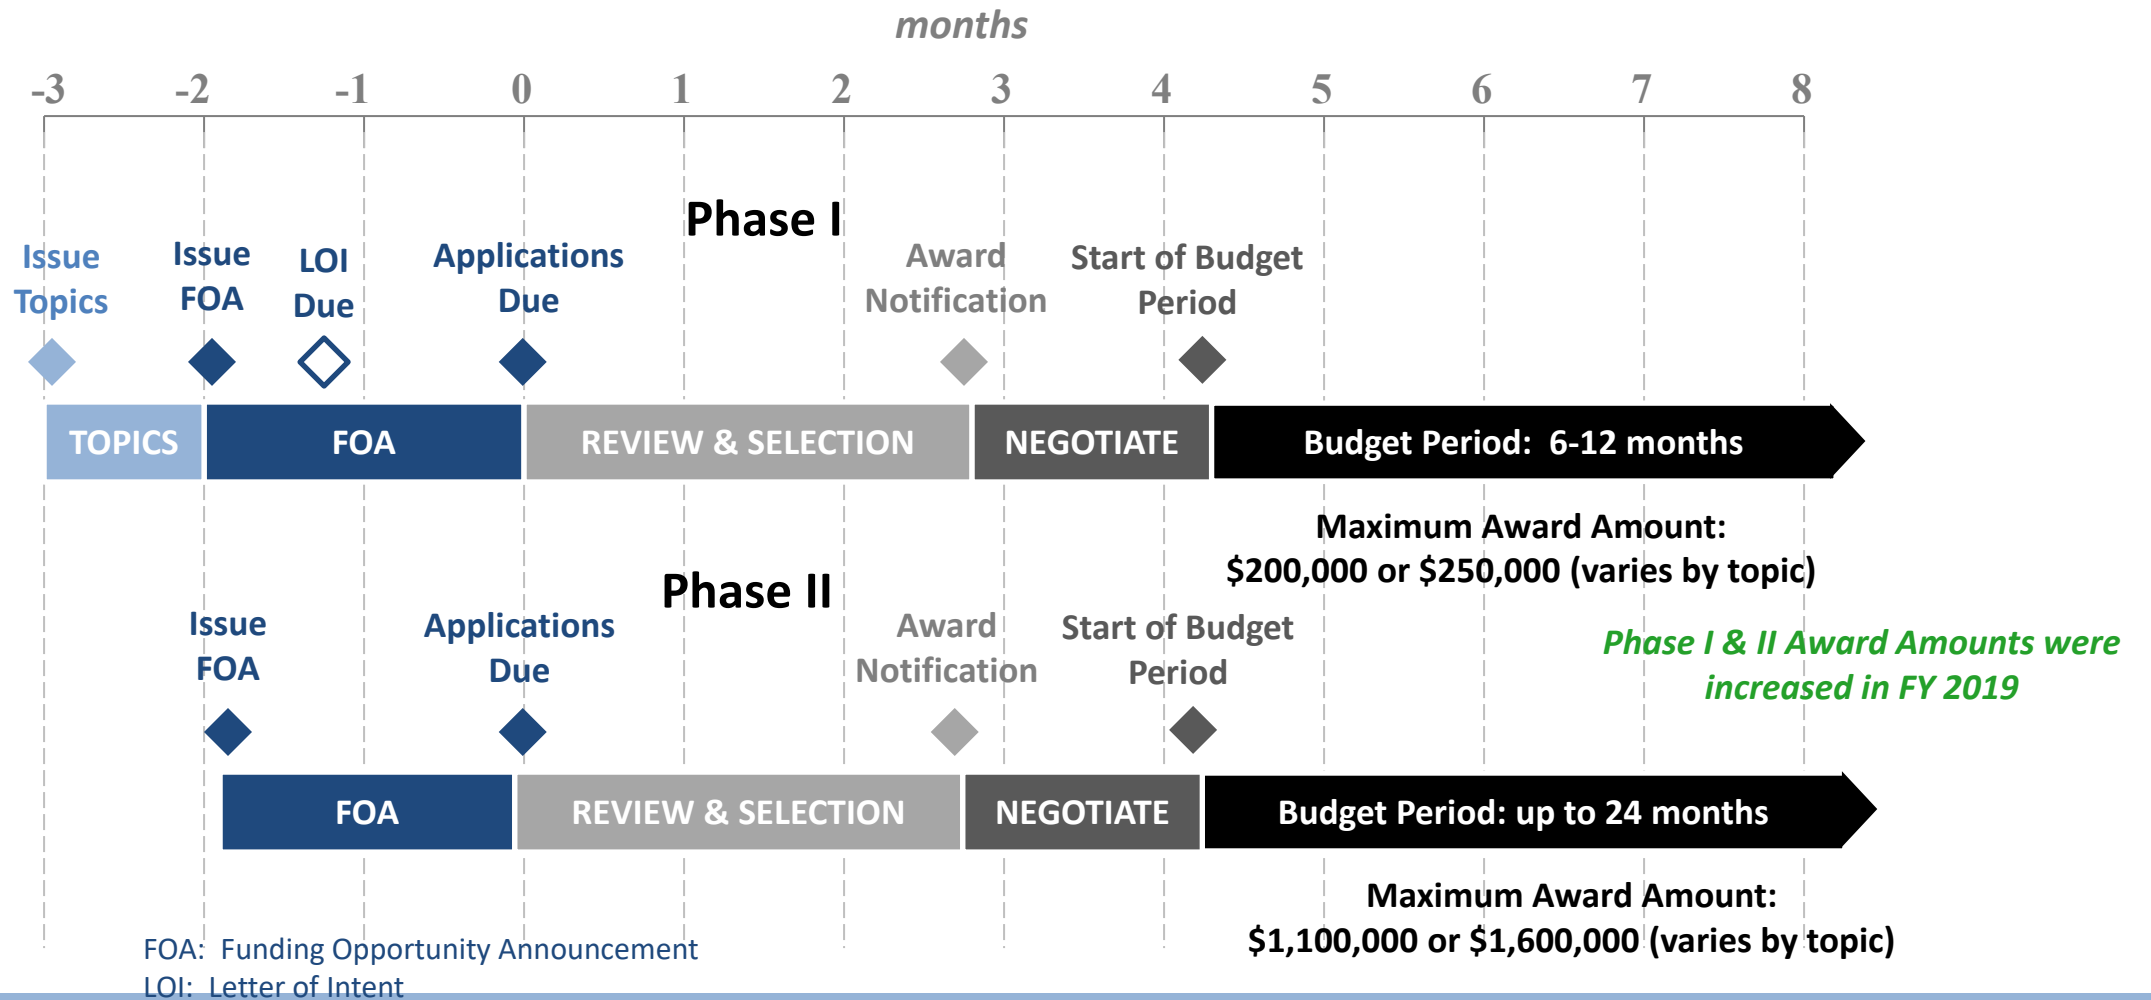 months
-3 -2 -1 0 1 2 3 4 5 6 7 8
Phase I
Issue
Topics
Issue
FOA
LOI
Due
Applications
Due
Award
Notification
Start of Budget
Period
TOPICS
FOA
REVIEW & SELECTION
NEGOTIATE
Budget Period:  6-12 months
Maximum Award Amount:
$200,000 or $250,000 (varies by topic)
Phase II
Issue
FOA
Applications
Due
Award
Notification
Start of Budget
Period
Phase I & II Award Amounts were
increased in FY 2019
FOA
REVIEW & SELECTION
NEGOTIATE
Budget Period: up to 24 months
Maximum Award Amount:
$1,100,000 or $1,600,000 (varies by topic)
FOA:  Funding Opportunity Announcement
LOI:  Letter of Intent